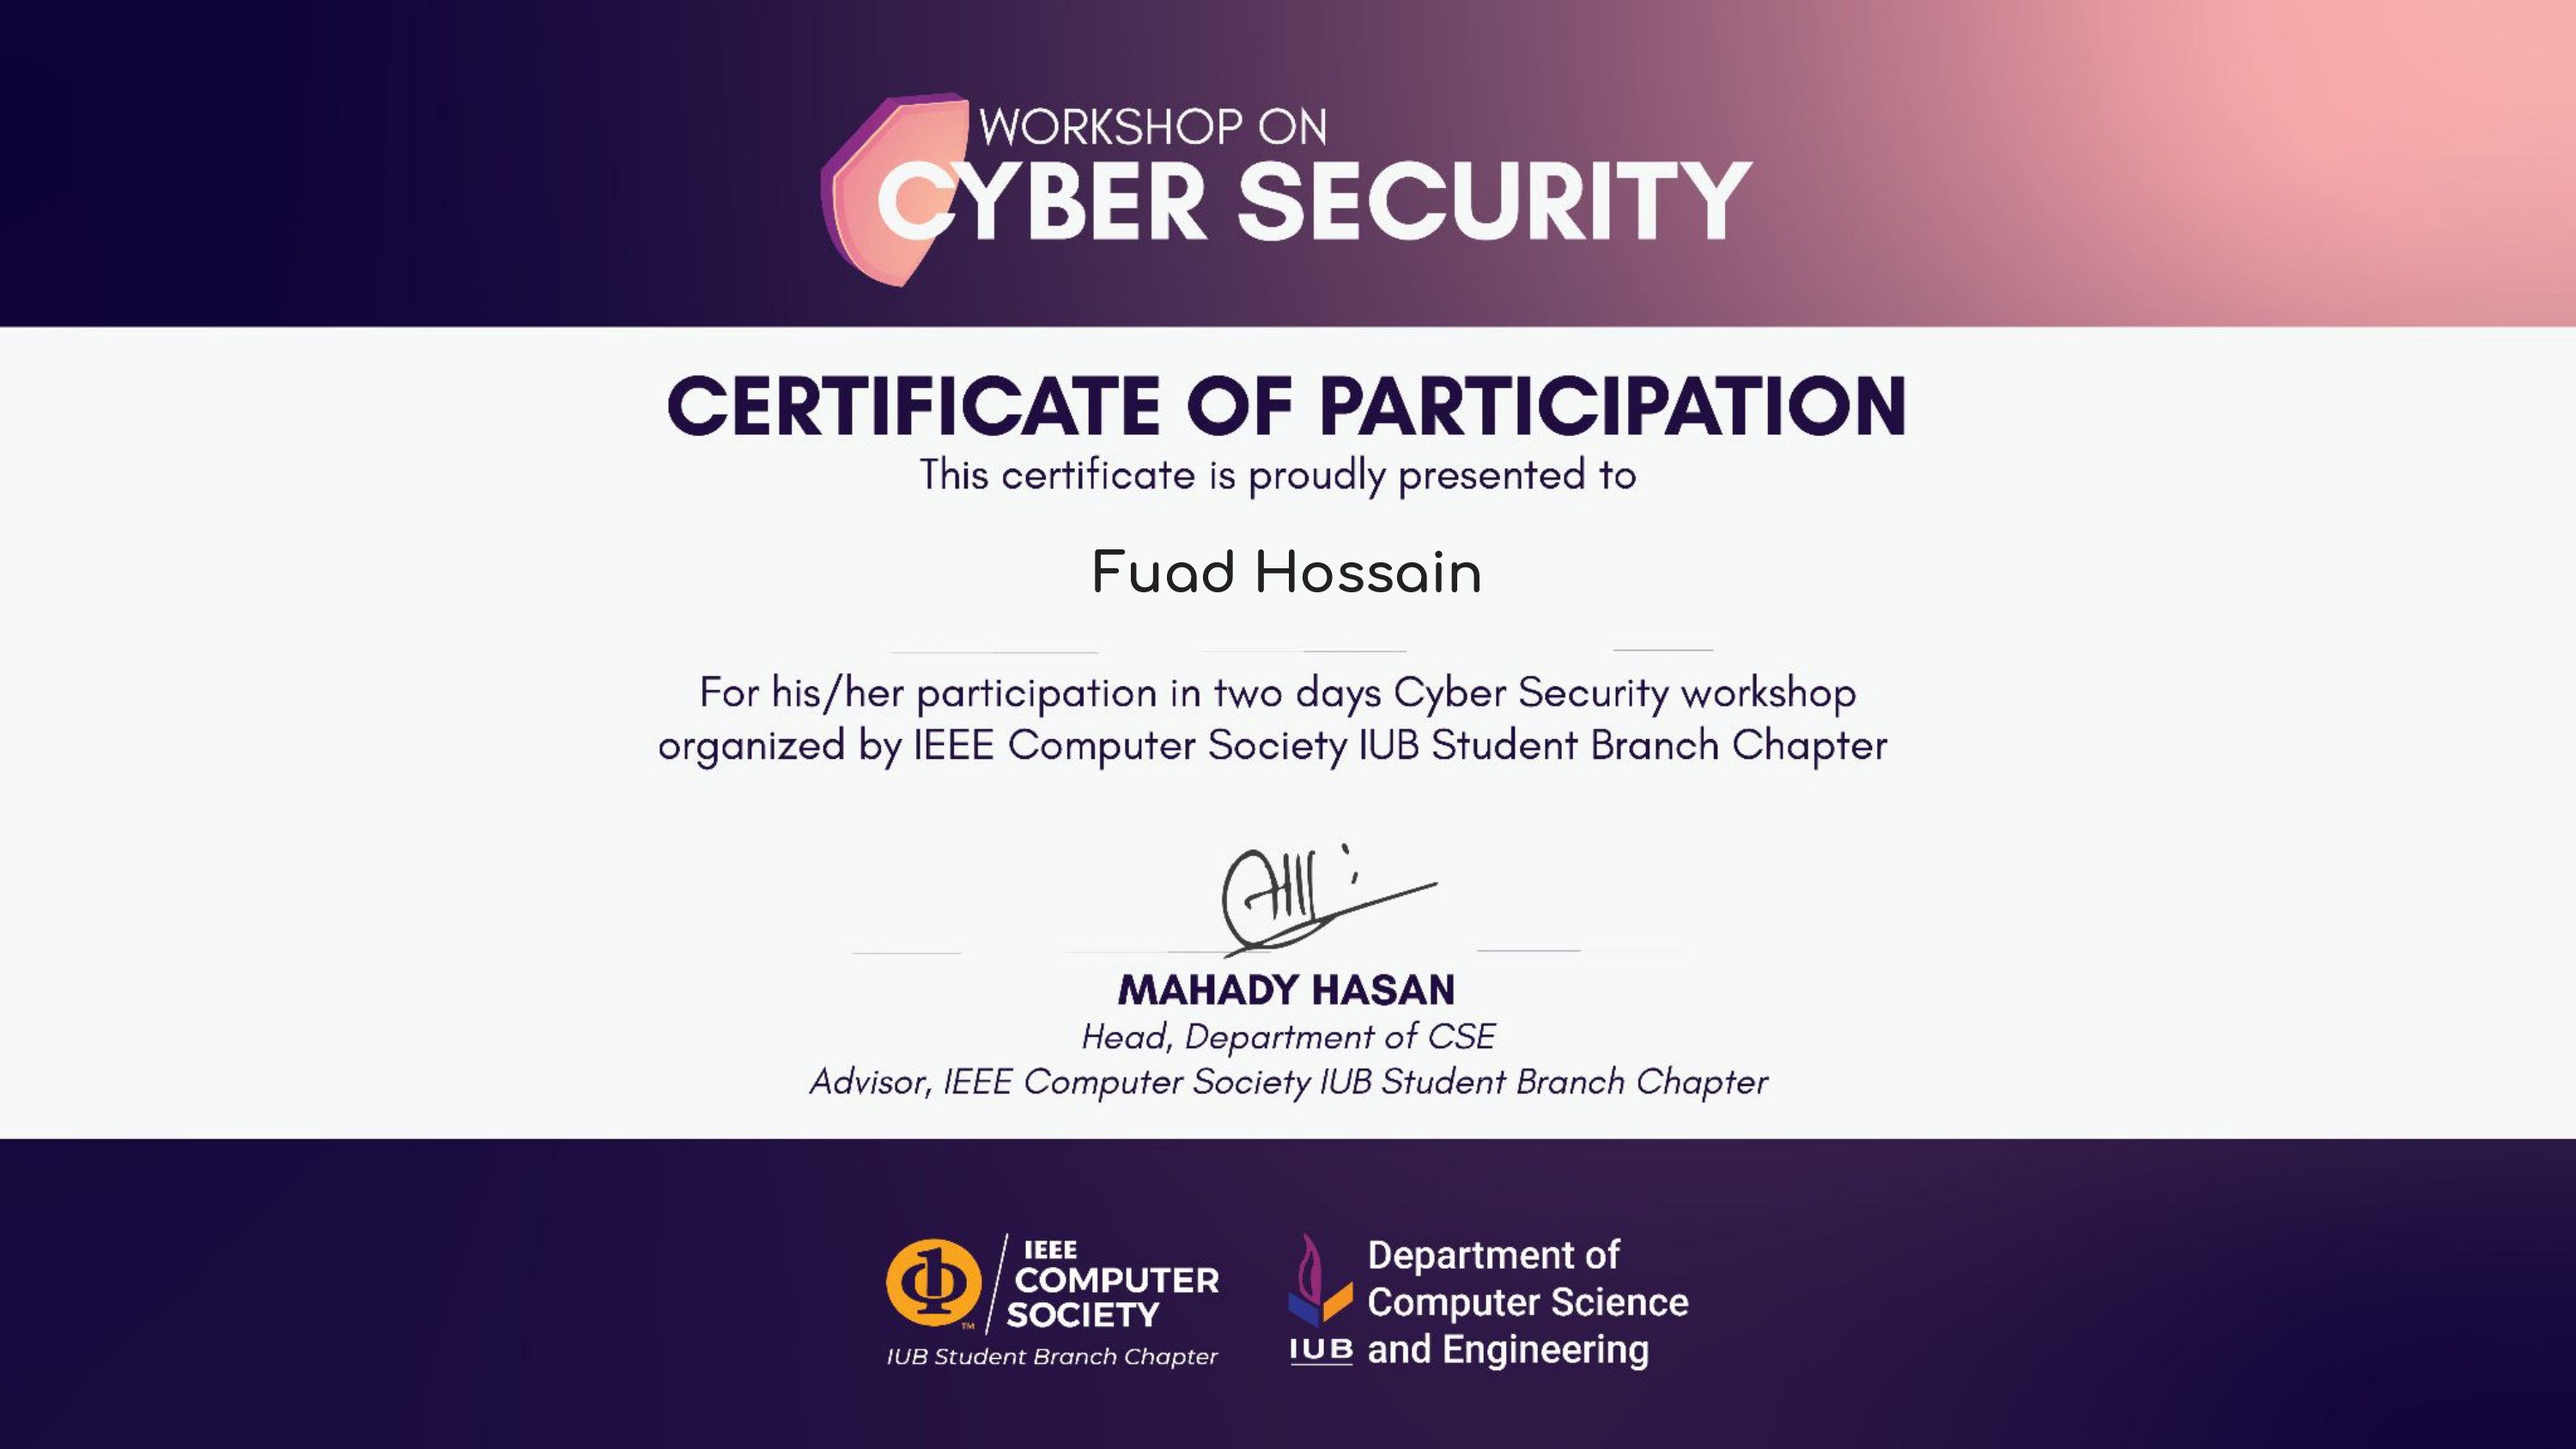 WORKSHOP ON
CYBER SECURITY
CERTIFICATE OF PARTICIPATION
This certificate is proudly presented to
Fuad Hossain
For his/her participation in two days Cyber Security workshop
organized by IEEE Computer Society IUB Student Branch Chapter
MAHADY HASAN
Head, Department of CSE
Advisor, IEEE Computer Society IUB Student Branch Chapter
IEEE
COMPUTER
SOCIETY
TM
IUB Student Branch Chapter
Department of
Computer Science
and Engineering
IUB